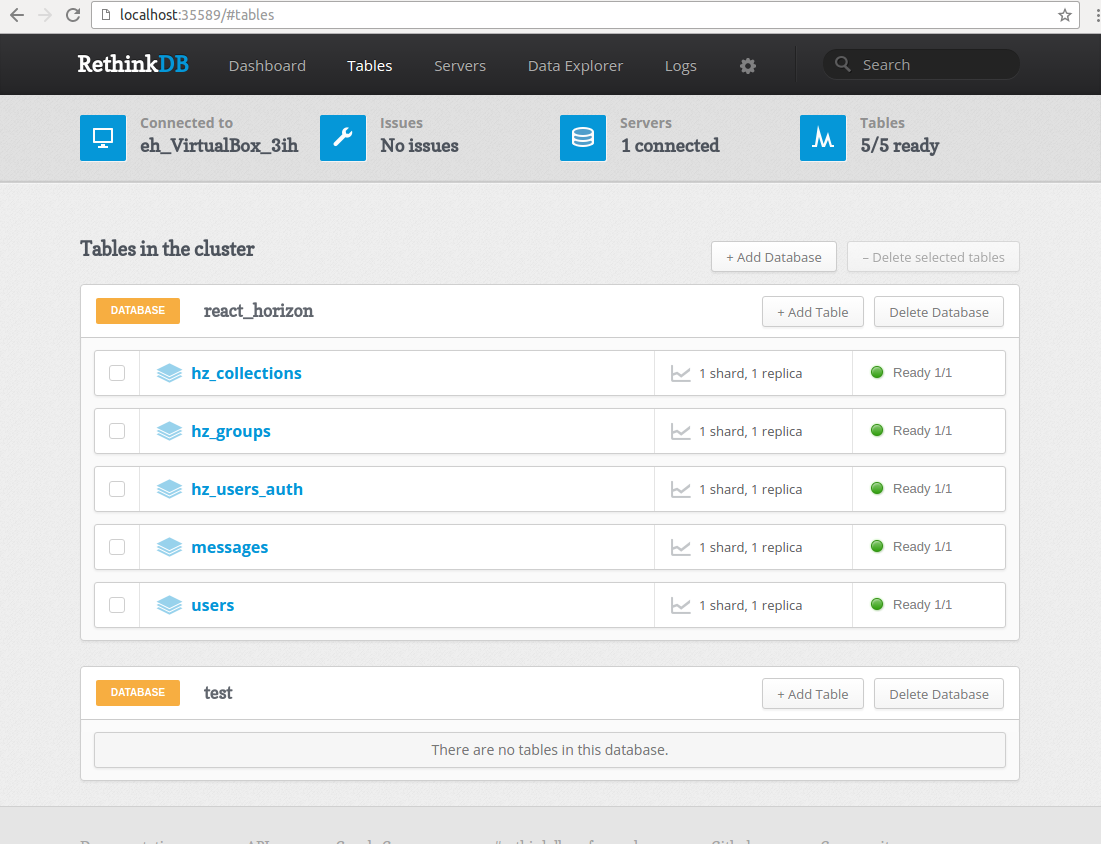 localhost:35589/#tables
RethinkDB Dashboard Tables Servers Data Explorer Logs Search
Connected to
eh_VirtualBox_3ih
Issues
No issues
Servers
1 connected
Tables
5/5 ready
Tables in the cluster
+ Add Database – Delete selected tables
DATABASE react_horizon + Add Table Delete Database
hz_collections 1 shard, 1 replica Ready 1/1
hz_groups 1 shard, 1 replica Ready 1/1
hz_users_auth 1 shard, 1 replica Ready 1/1
messages 1 shard, 1 replica Ready 1/1
users 1 shard, 1 replica Ready 1/1
DATABASE test + Add Table Delete Database
There are no tables in this database.